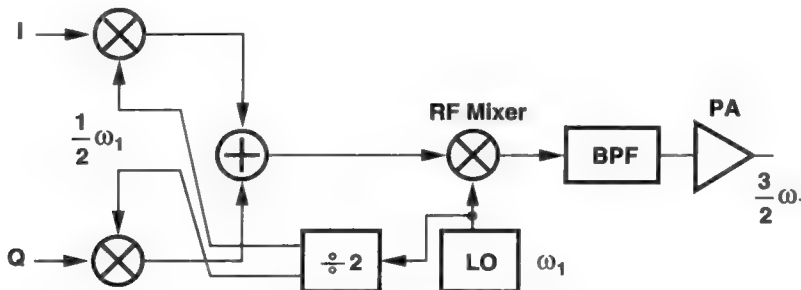 I
1/2 ω₁
RF Mixer
PA
BPF
3/2 ω
Q
÷ 2
LO
ω₁